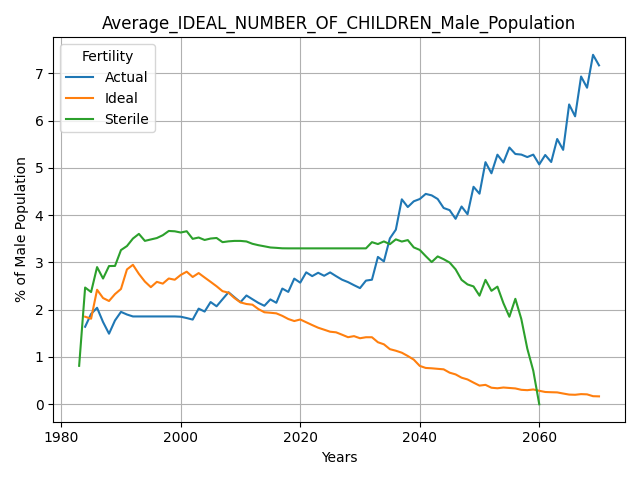 Average_IDEAL_NUMBER_OF_CHILDREN_Male_Population
Fertility
Actual
Ideal
Sterile
% of Male Population
7
6
5
4
3
2
1
0
1980 2000 2020 2040 2060
Years